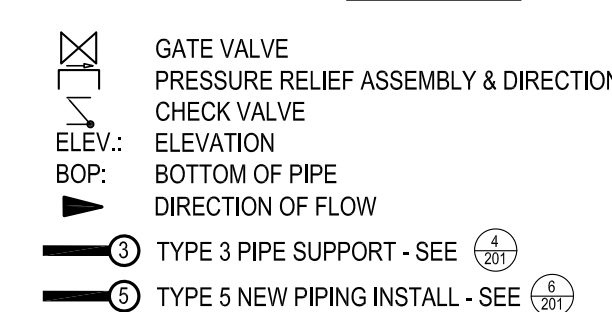 GATE VALVE
PRESSURE RELIEF ASSEMBLY & DIRECTION
CHECK VALVE
ELEV.: ELEVATION
BOP: BOTTOM OF PIPE
DIRECTION OF FLOW
3 TYPE 3 PIPE SUPPORT - SEE 4 201
5 TYPE 5 NEW PIPING INSTALL - SEE 6 201